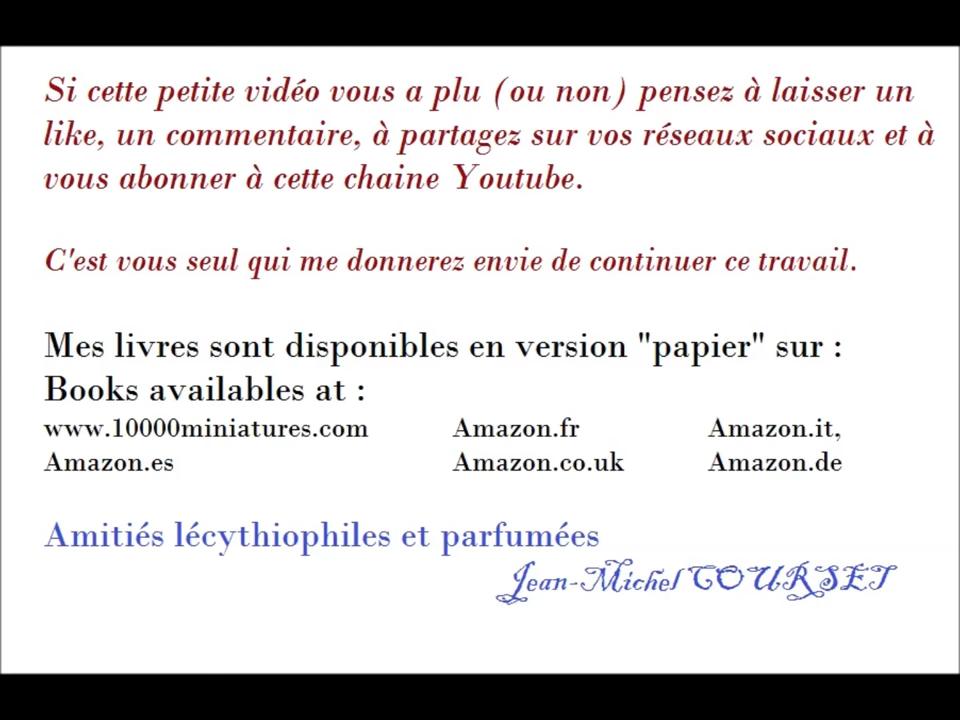 Si cette petite vidéo vous a plu (ou non) pensez à laisser un
like, un commentaire, à partagez sur vos réseaux sociaux et à
vous abonner à cette chaine Youtube.
C'est vous seul qui me donnerez envie de continuer ce travail.
Mes livres sont disponibles en version "papier" sur :
Books availables at :
www.10000miniatures.com Amazon.fr Amazon.it,
Amazon.es Amazon.co.uk Amazon.de
Amitiés lécythiophiles et parfumées
Jean-Michel COURSET